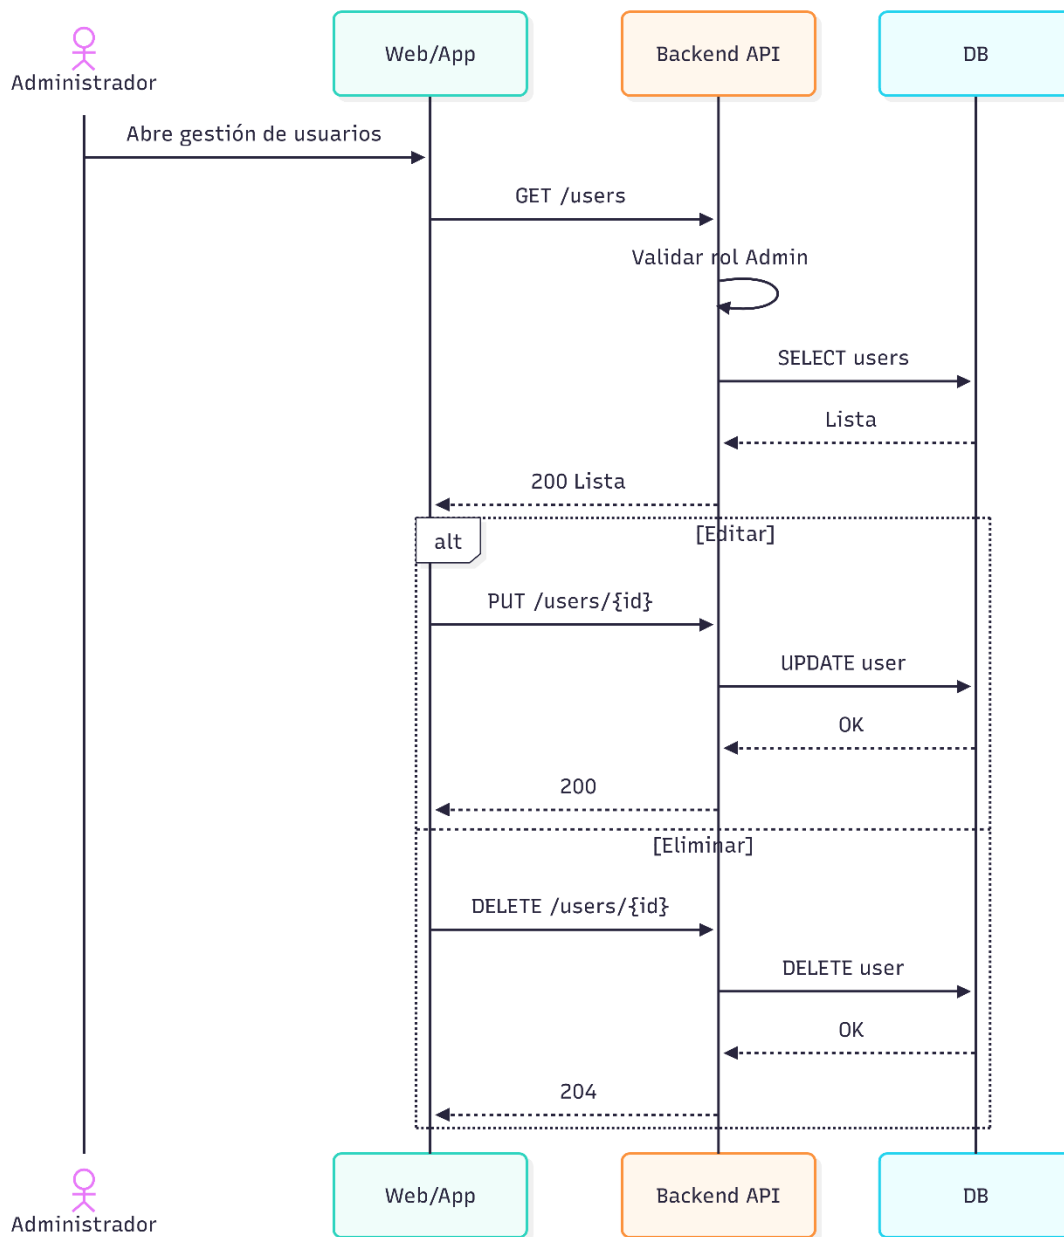 Administrador
Web/App
Backend API
DB
Abre gestión de usuarios
GET /users
Validar rol Admin
SELECT users
Lista
200 Lista
alt
[Editar]
PUT /users/{id}
UPDATE user
OK
200
[Eliminar]
DELETE /users/{id}
DELETE user
OK
204
Administrador
Web/App
Backend API
DB